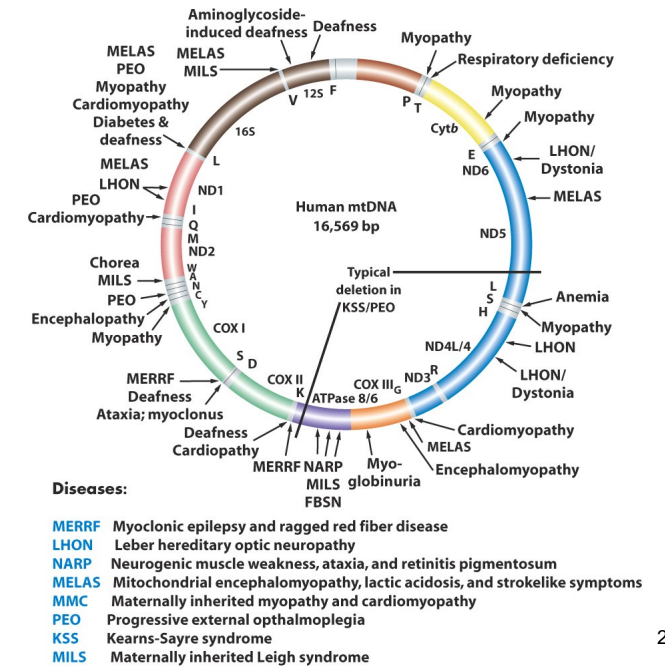 Aminoglycoside-
induced deafness
Deafness
MELAS
MILS
Myopathy
Respiratory deficiency
MELAS
PEO
Myopathy
Cardiomyopathy
Diabetes &
deafness
V
12S
F
P
T
Myopathy
Myopathy
16S
Cytb
L
E
ND6
LHON/
Dystonia
MELAS
MELAS
LHON
PEO
Cardiomyopathy
ND1
I
Q
M
ND2
W
A
N
C
Y
Human mtDNA
16,569 bp
ND5
Typical
deletion in
KSS/PEO
Chorea
MILS
PEO
Encephalopathy
Myopathy
L
S
H
Anemia
Myopathy
COX I
ND4L/4
LHON
LHON/
Dystonia
S
D
MERRF
Deafness
Ataxia; myoclonus
COX II
K
ATPase 8/6
COX III
G
ND3
R
Deafness
Cardiopathy
Cardiomyopathy
MELAS
Encephalomyopathy
MERRF
NARP
MILS
FBSN
Myo-
globinuria
Diseases:
MERRF Myoclonic epilepsy and ragged red fiber disease
LHON Leber hereditary optic neuropathy
NARP Neurogenic muscle weakness, ataxia, and retinitis pigmentosum
MELAS Mitochondrial encephalomyopathy, lactic acidosis, and strokelike symptoms
MMC Maternally inherited myopathy and cardiomyopathy
PEO Progressive external opthalmoplegia
KSS Kearns-Sayre syndrome
MILS Maternally inherited Leigh syndrome